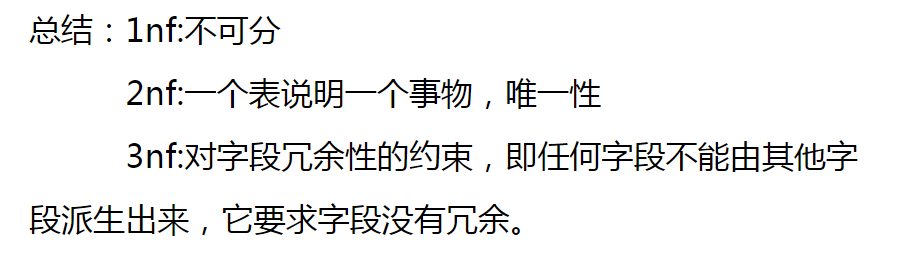 总结：1nf:不可分
2nf:一个表说明一个事物，唯一性
3nf:对字段冗余性的约束，即任何字段不能由其他字
段派生出来，它要求字段没有冗余。